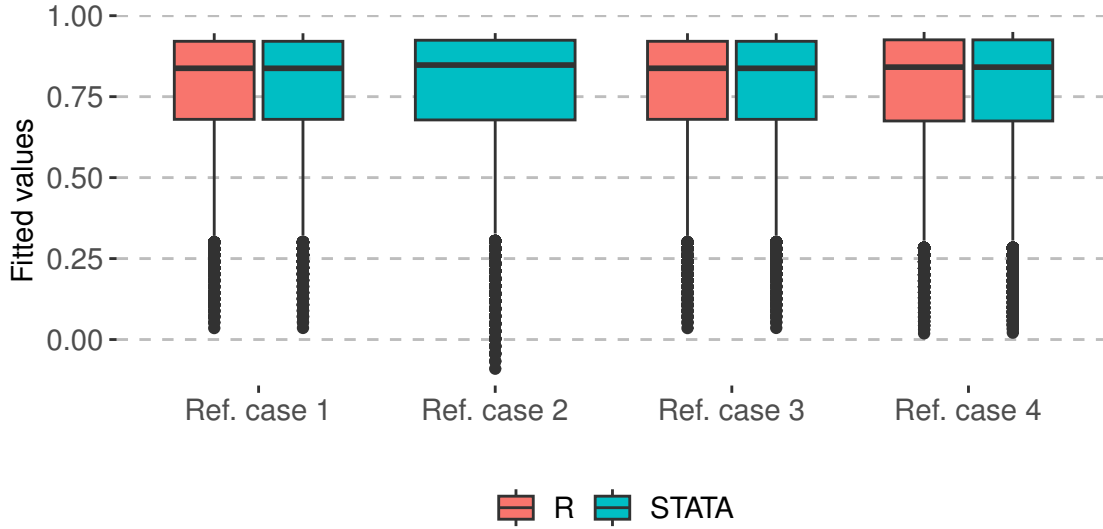 1.00
0.75
0.50
0.25
0.00
Fitted values
Ref. case 1
Ref. case 2
Ref. case 3
Ref. case 4
R
STATA